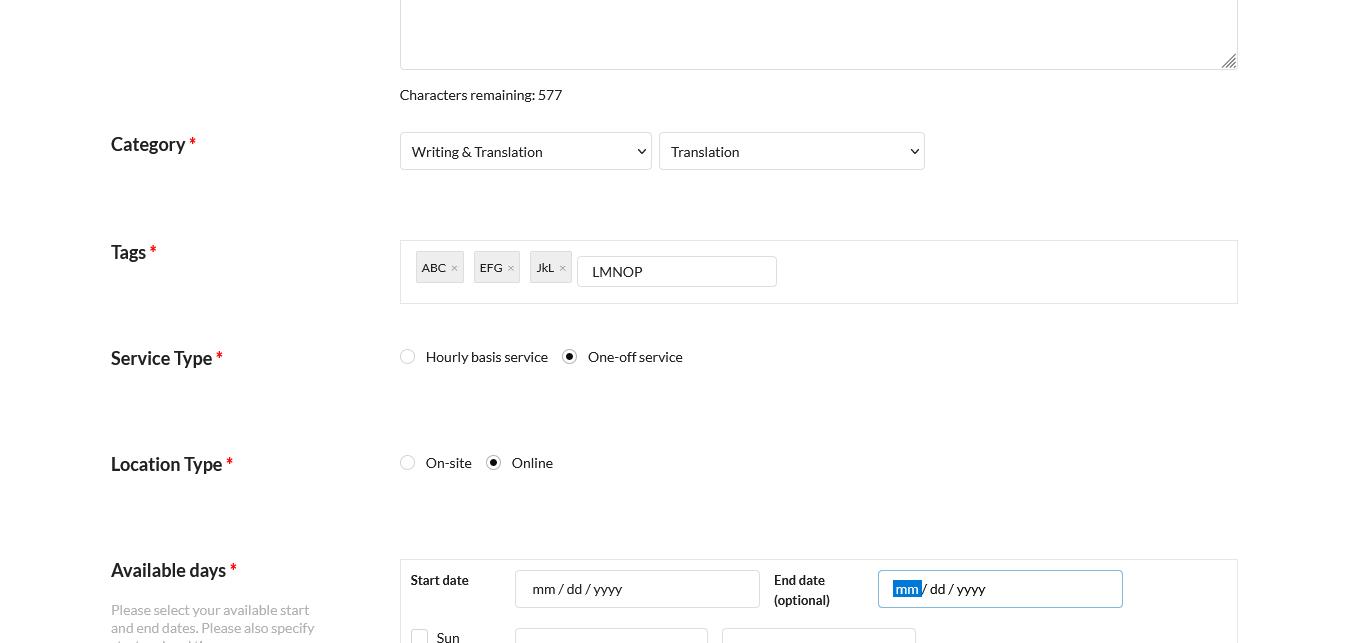 Characters remaining: 577
Category *
Writing & Translation
Translation
Tags *
ABC ×
EFG ×
JkL ×
LMNOP
Service Type *
Hourly basis service
One-off service
Location Type *
On-site
Online
Available days *
Please select your available start
and end dates. Please also specify
Start date
mm / dd / yyyy
End date
(optional)
mm / dd / yyyy
Sun